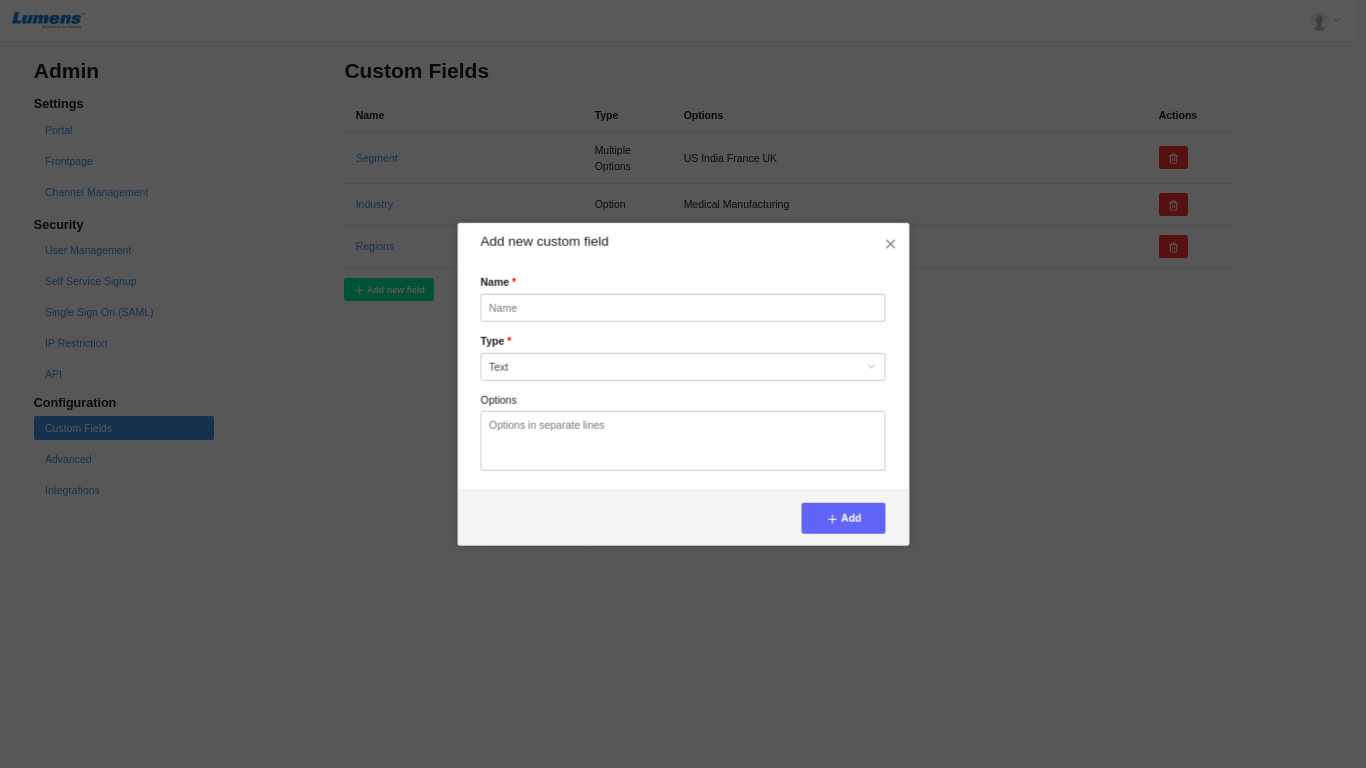 Lumens
Admin
Settings
Portal
Frontpage
Channel Management
Security
User Management
Self Service Signup
Single Sign On (SAML)
IP Restriction
API
Configuration
Custom Fields
Advanced
Integrations
Custom Fields
Name Type Options Actions
Segment Multiple Options US India France UK
Industry Option Medical Manufacturing
Regions
Add new field
Add new custom field
Name *
Name
Type *
Text
Options
Options in separate lines
Add